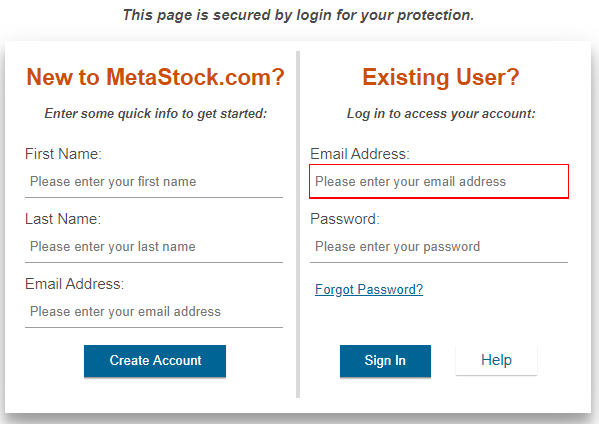 This page is secured by login for your protection.
New to MetaStock.com?
Enter some quick info to get started:
First Name:
Please enter your first name
Last Name:
Please enter your last name
Email Address:
Please enter your email address
Create Account
Existing User?
Log in to access your account:
Email Address:
Please enter your email address
Password:
Please enter your password
Forgot Password?
Sign In
Help